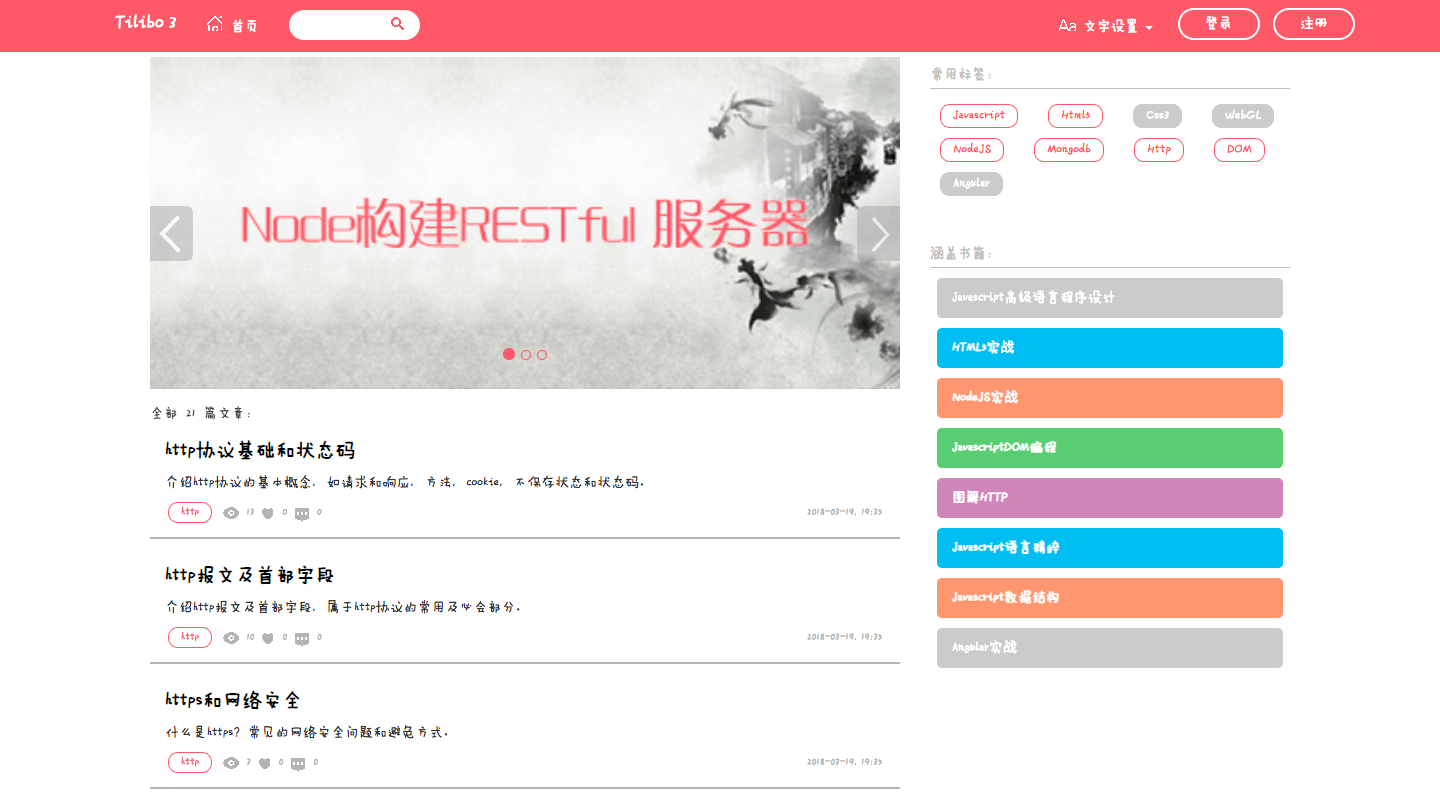 Tilibo 3 首页 Aa 文字设置 登录 注册
Node构建RESTful 服务器
全部 21 篇文章:
http协议基础和状态码
介绍http协议的基本概念, 如请求和响应, 方法, cookie, 不保存状态和状态码。
http 13 0 0 2018-03-19, 19:35
http报文及首部字段
介绍http报文及首部字段, 属于http协议的常用及必会部分。
http 10 0 0 2018-03-19, 19:35
https和网络安全
什么是https? 常见的网络安全问题和避免方式。
http 3 0 0 2018-03-19, 19:35
常用标签:
Javascript Html5 Css3 WebGL
NodeJS Mongodb Http DOM
Angular
涵盖书籍:
Javascript高级语言程序设计
HTML5实战
NodeJS实战
JavascriptDOM编程
图解HTTP
Javascript语言精粹
Javascript数据结构
Angular实战